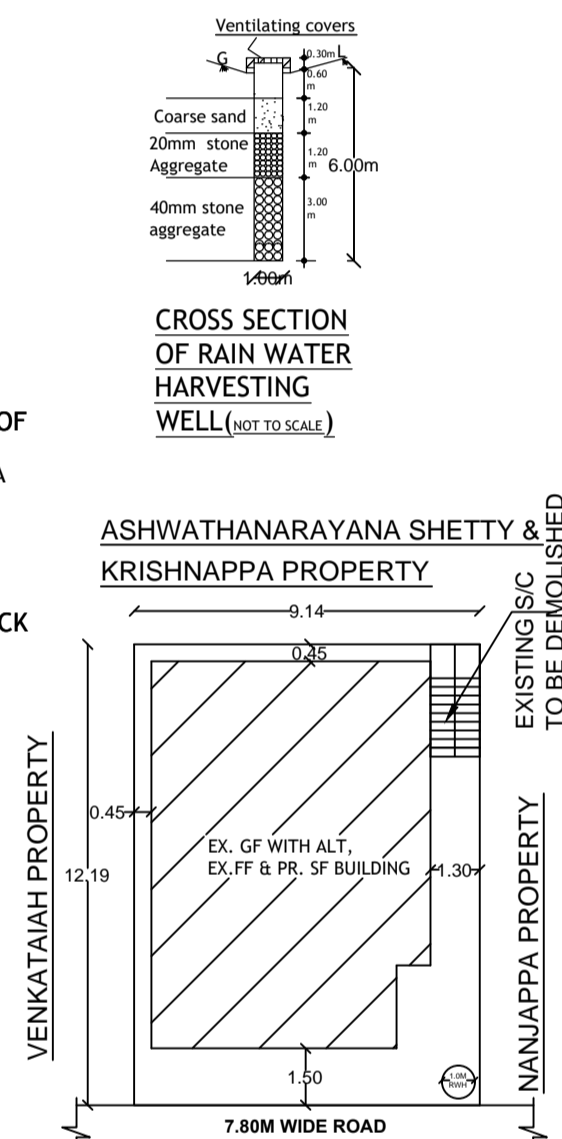 Ventilating covers
G
L
0.30m
0.60
m
Coarse sand
1.20
m
20mm stone
Aggregate
1.20
m
6.00m
40mm stone
aggregate
3.00
m
1.00m
CROSS SECTION
OF RAIN WATER
HARVESTING
WELL(NOT TO SCALE)
OF
A
CK
ASHWATHANARAYANA SHETTY &
KRISHNAPPA PROPERTY
EXISTING S/C
TO BE DEMOLISHED
9.14
0.45
VENKATAIAH PROPERTY
0.45
12.19
EX. GF WITH ALT,
EX.FF & PR. SF BUILDING
1.30
NANJAPPA PROPERTY
1.50
1.0M
RWH
7.80M WIDE ROAD